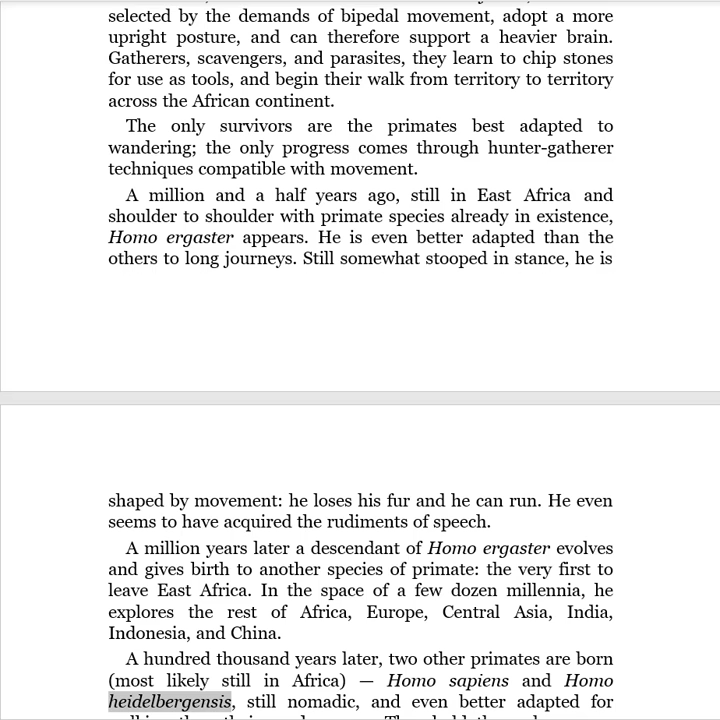 selected by the demands of bipedal movement, adopt a more
upright posture, and can therefore support a heavier brain.
Gatherers, scavengers, and parasites, they learn to chip stones
for use as tools, and begin their walk from territory to territory
across the African continent.
The only survivors are the primates best adapted to
wandering; the only progress comes through hunter-gatherer
techniques compatible with movement.
A million and a half years ago, still in East Africa and
shoulder to shoulder with primate species already in existence,
Homo ergaster appears. He is even better adapted than the
others to long journeys. Still somewhat stooped in stance, he is
shaped by movement: he loses his fur and he can run. He even
seems to have acquired the rudiments of speech.
A million years later a descendant of Homo ergaster evolves
and gives birth to another species of primate: the very first to
leave East Africa. In the space of a few dozen millennia, he
explores the rest of Africa, Europe, Central Asia, India,
Indonesia, and China.
A hundred thousand years later, two other primates are born
(most likely still in Africa) — Homo sapiens and Homo
heidelbergensis, still nomadic, and even better adapted for